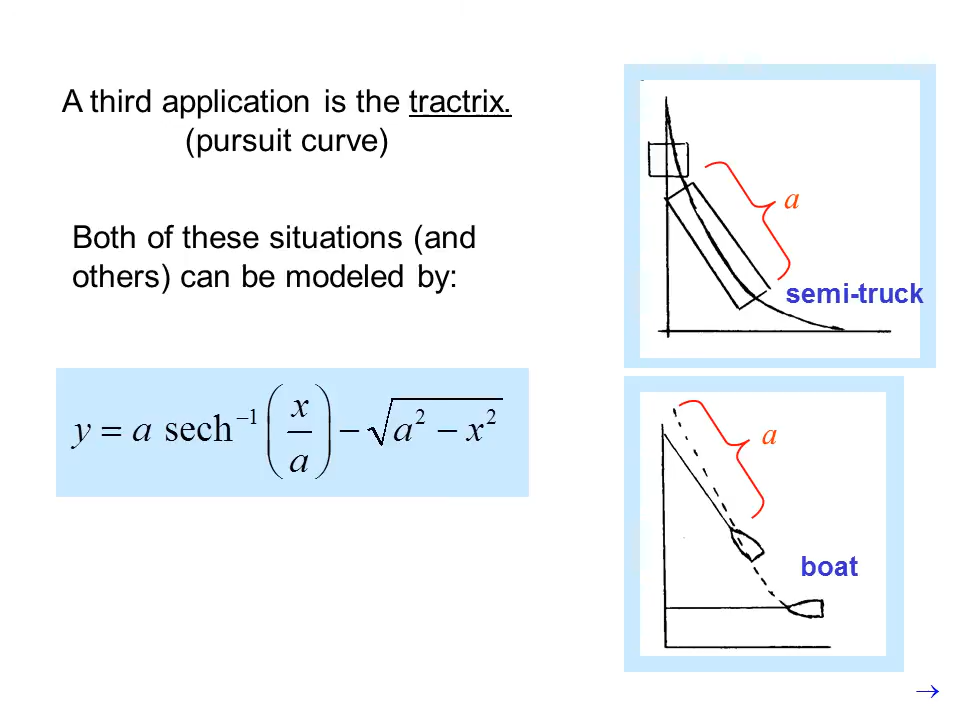 A third application is the tractrix.
(pursuit curve)
Both of these situations (and
others) can be modeled by:
y = a sech⁻¹(x/a) − √(a² − x²)
a
semi-truck
a
boat
→